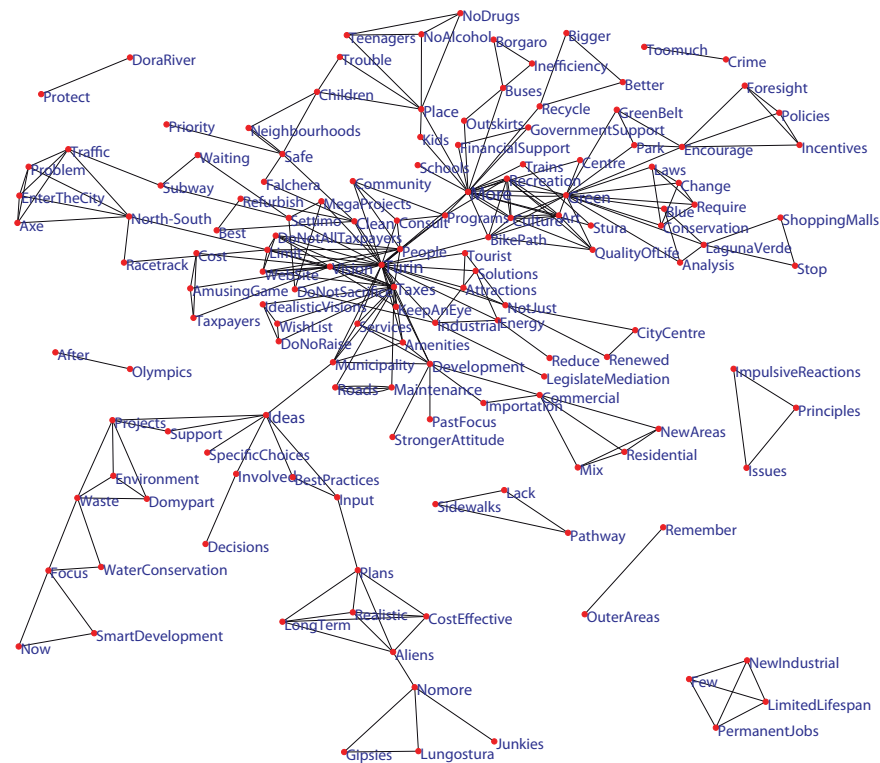 NoDrugs
Teenagers
NoAlcohol
Borgaro
Bigger
Toomuch
Crime
DoraRiver
Trouble
Inefficiency
Protect
Children
Buses
Better
Foresight
Place
Recycle
GreenBelt
Policies
Priority
Neighbourhoods
Kids
Outskirts
GovernmentSupport
Traffic
Waiting
Safe
FinancialSupport
Park
Encourage
Incentives
Problem
Schools
Trains
Centre
Laws
Subway
Falchera
Community
More
Recreation
Green
Change
EnterTheCity
Refurbish
MegaProjects
Require
Axe
North-South
Best
Settimo
Clean
Consult
Programs
Culture
Art
Stura
Blue
Conservation
ShoppingMalls
DoNotAllTaxpayers
BikePath
Limit
People
QualityOfLife
LagunaVerde
Racetrack
Cost
Website
Vision
Turin
Tourist
Solutions
Analysis
Stop
AmusingGame
DoNotSacrifice
Taxes
Attractions
Taxpayers
IdealisticVisions
KeepAnEye
NotJust
WishList
Services
Industrial
Energy
CityCentre
DoNoRaise
Amenities
After
Olympics
Municipality
Development
Reduce
Renewed
LegislateMediation
ImpulsiveReactions
Roads
Maintenance
Importation
Commercial
Principles
Projects
Ideas
PastFocus
Support
StrongerAttitude
NewAreas
SpecificChoices
Residential
Mix
Issues
Environment
Involved
BestPractices
Waste
Domypart
Input
Lack
Sidewalks
Decisions
Pathway
Remember
Focus
WaterConservation
Plans
Realistic
LongTerm
CostEffective
OuterAreas
Now
SmartDevelopment
Aliens
NewIndustrial
Few
Nomore
LimitedLifespan
PermanentJobs
Junkies
Gipsies
Lungostura